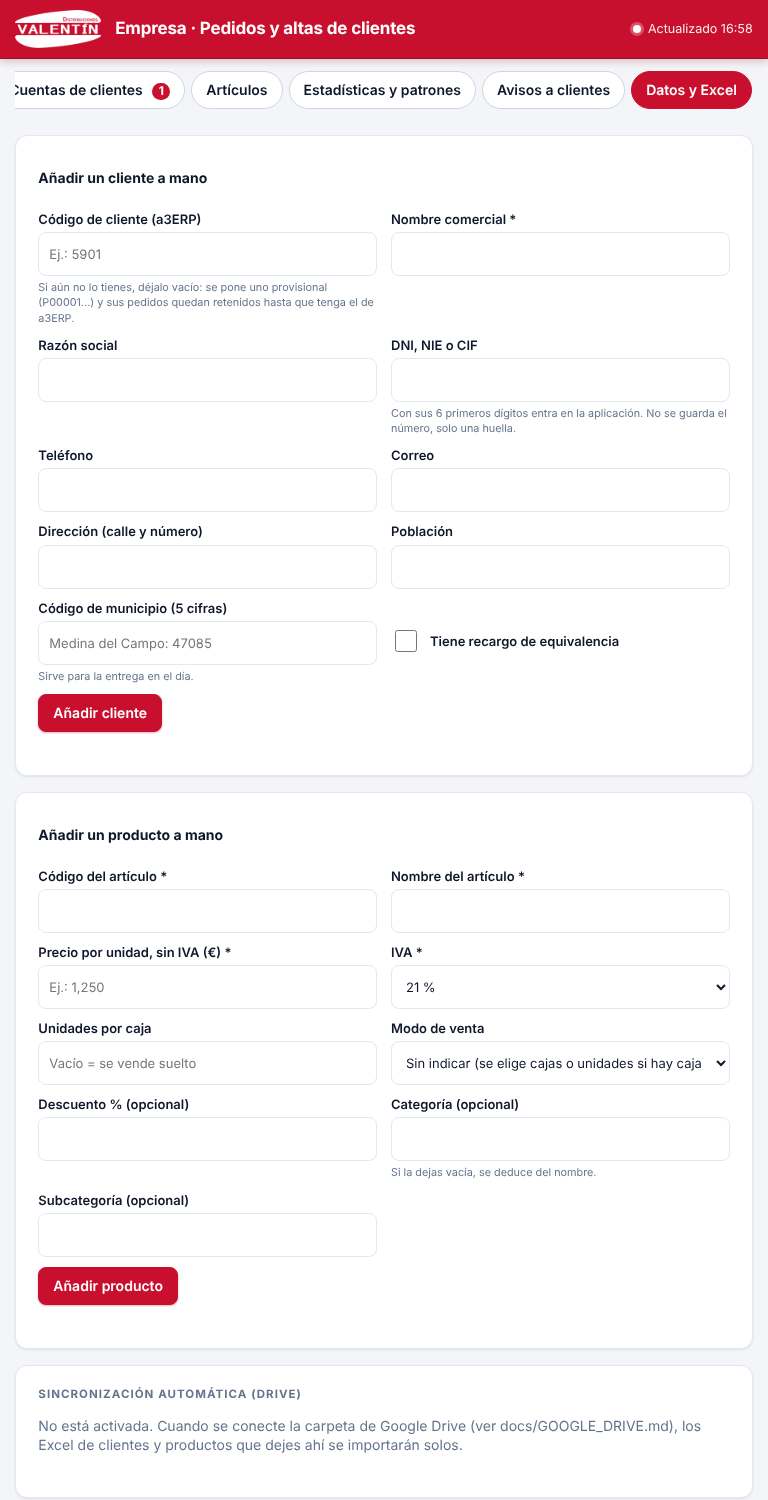 Distribuciones
VALENTÍN
Empresa · Pedidos y altas de clientes
Actualizado 16:58
Cuentas de clientes 1
Artículos
Estadísticas y patrones
Avisos a clientes
Datos y Excel
Añadir un cliente a mano
Código de cliente (a3ERP)
Nombre comercial *
Ej.: 5901
Si aún no lo tienes, déjalo vacío: se pone uno provisional
(P00001...) y sus pedidos quedan retenidos hasta que tenga el de
a3ERP.
Razón social
DNI, NIE o CIF
Con sus 6 primeros dígitos entra en la aplicación. No se guarda el
número, solo una huella.
Teléfono
Correo
Dirección (calle y número)
Población
Código de municipio (5 cifras)
Medina del Campo: 47085
Tiene recargo de equivalencia
Sirve para la entrega en el día.
Añadir cliente
Añadir un producto a mano
Código del artículo *
Nombre del artículo *
Precio por unidad, sin IVA (€) *
IVA *
Ej.: 1,250
21 %
Unidades por caja
Modo de venta
Vacío = se vende suelto
Sin indicar (se elige cajas o unidades si hay caja
Descuento % (opcional)
Categoría (opcional)
Si la dejas vacía, se deduce del nombre.
Subcategoría (opcional)
Añadir producto
SINCRONIZACIÓN AUTOMÁTICA (DRIVE)
No está activada. Cuando se conecte la carpeta de Google Drive (ver docs/GOOGLE_DRIVE.md), los
Excel de clientes y productos que dejes ahí se importarán solos.